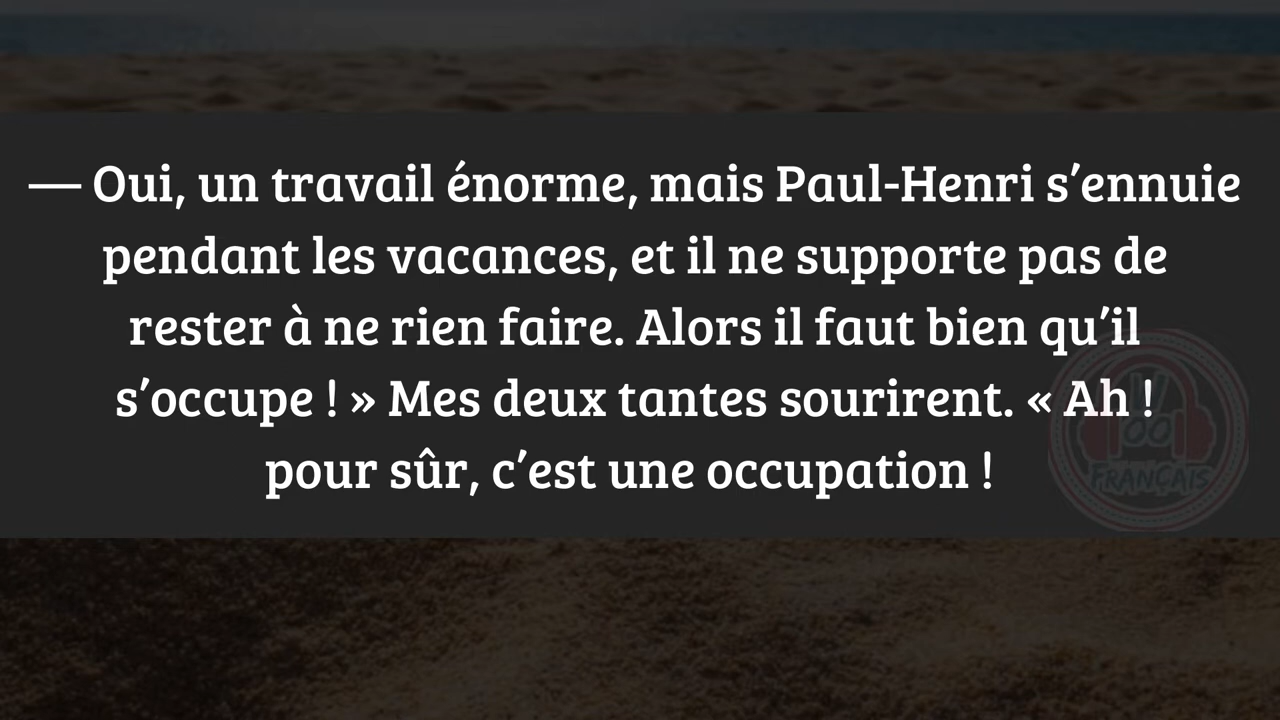 — Oui, un travail énorme, mais Paul-Henri s’ennuie
pendant les vacances, et il ne supporte pas de
rester à ne rien faire. Alors il faut bien qu’il
s’occupe ! » Mes deux tantes sourirent. « Ah !
pour sûr, c’est une occupation !
FRANÇAIS